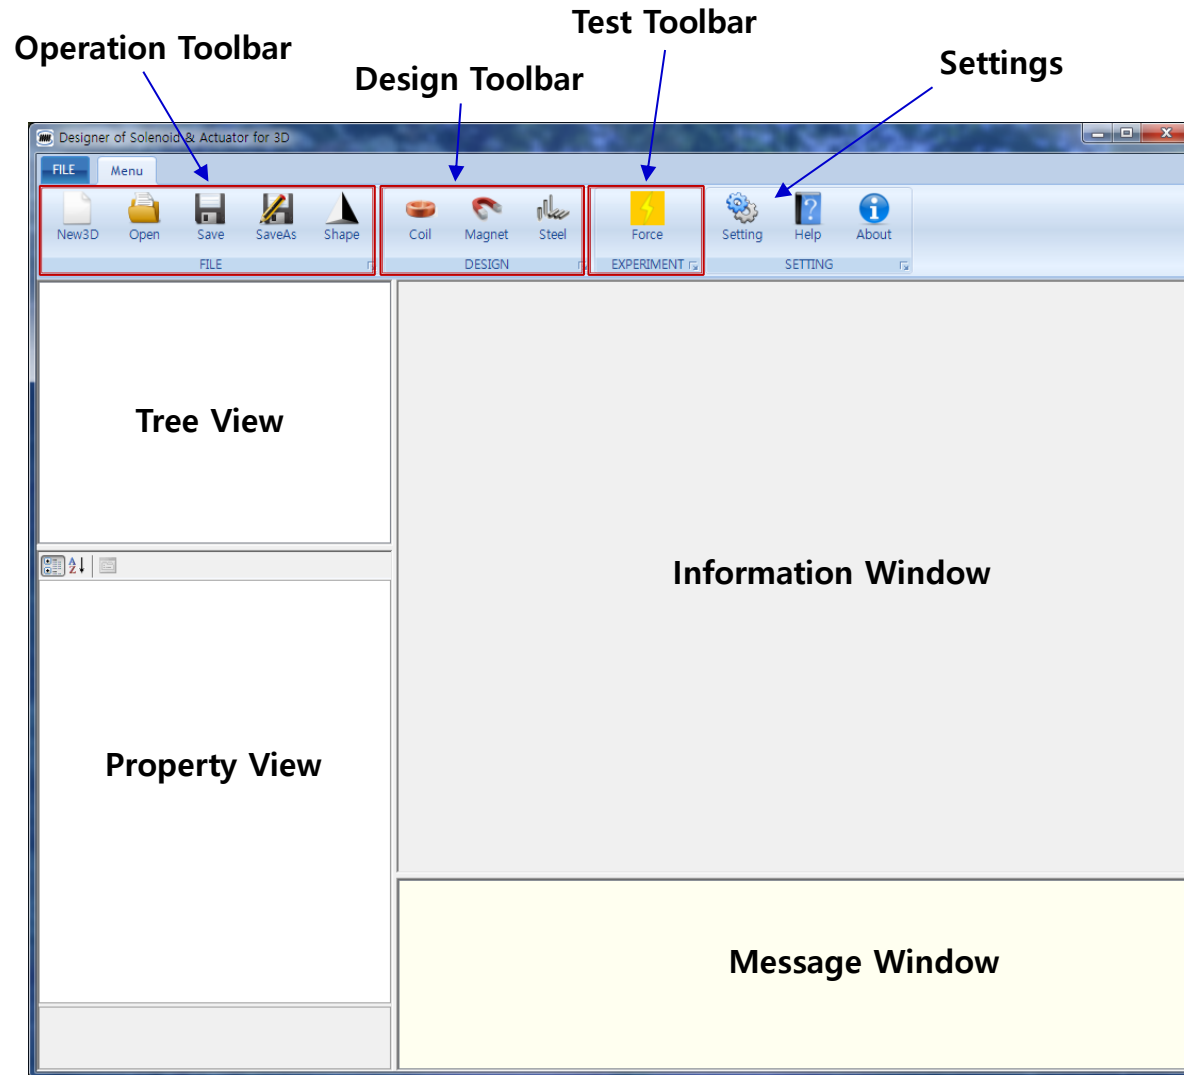 Test Toolbar
Operation Toolbar
Settings
Design Toolbar
Designer of Solenoid & Actuator for 3D
FILE Menu
New3D Open Save SaveAs Shape Coil Magnet Steel Force Setting Help About
FILE DESIGN EXPERIMENT SETTING
Tree View
Information Window
Property View
Message Window